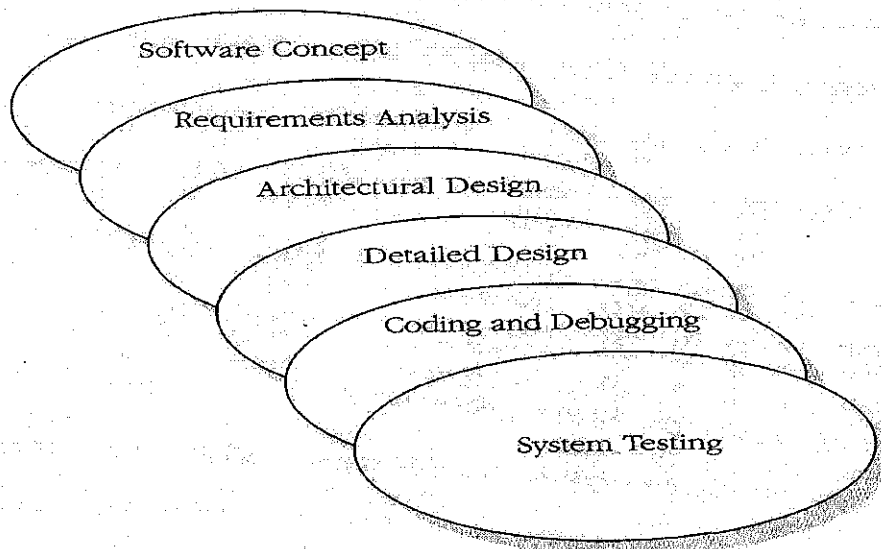 Software Concept
Requirements Analysis
Architectural Design
Detailed Design
Coding and Debugging
System Testing